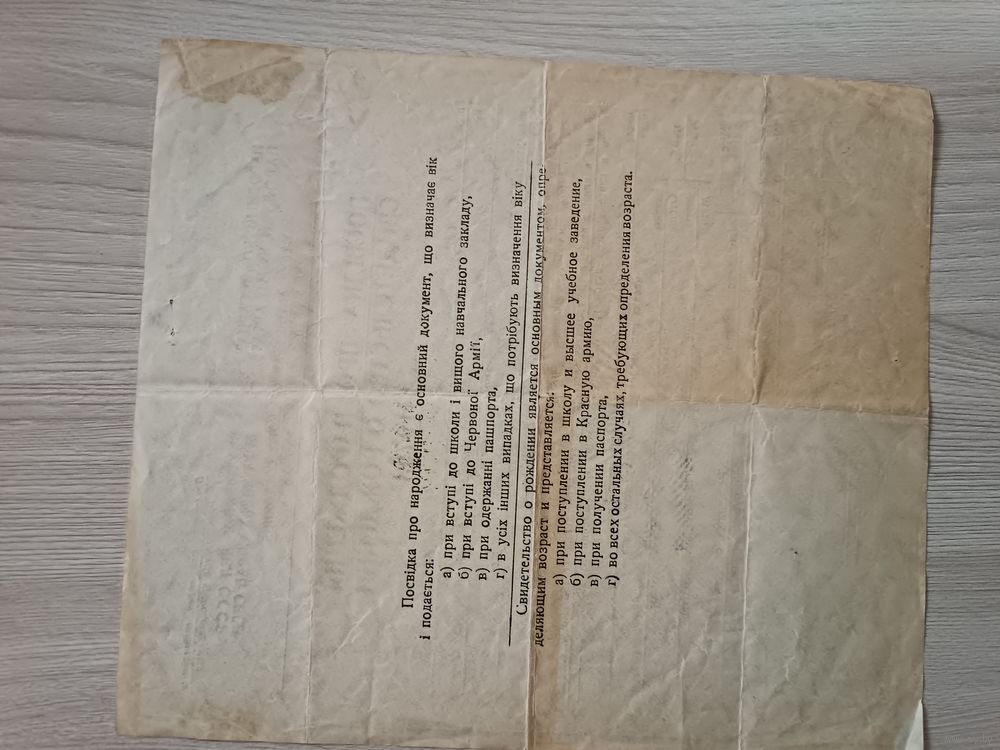 Посвідка про народження є основний документ, що визначає вік
і подається:
а) при вступі до школи і вищого навчального закладу,
б) при вступі до Червоної Армії,
в) при одержанні пашпорта,
г) в усіх інших випадках, що потрібують визначення віку
Свидетельство о рождении является основным документом, опре-
деляющим возраст и представляется:
а) при поступлении в школу и высшее учебное заведение,
б) при поступлении в Красную армию,
в) при получении паспорта,
г) во всех остальных случаях, требующих определения возраста.